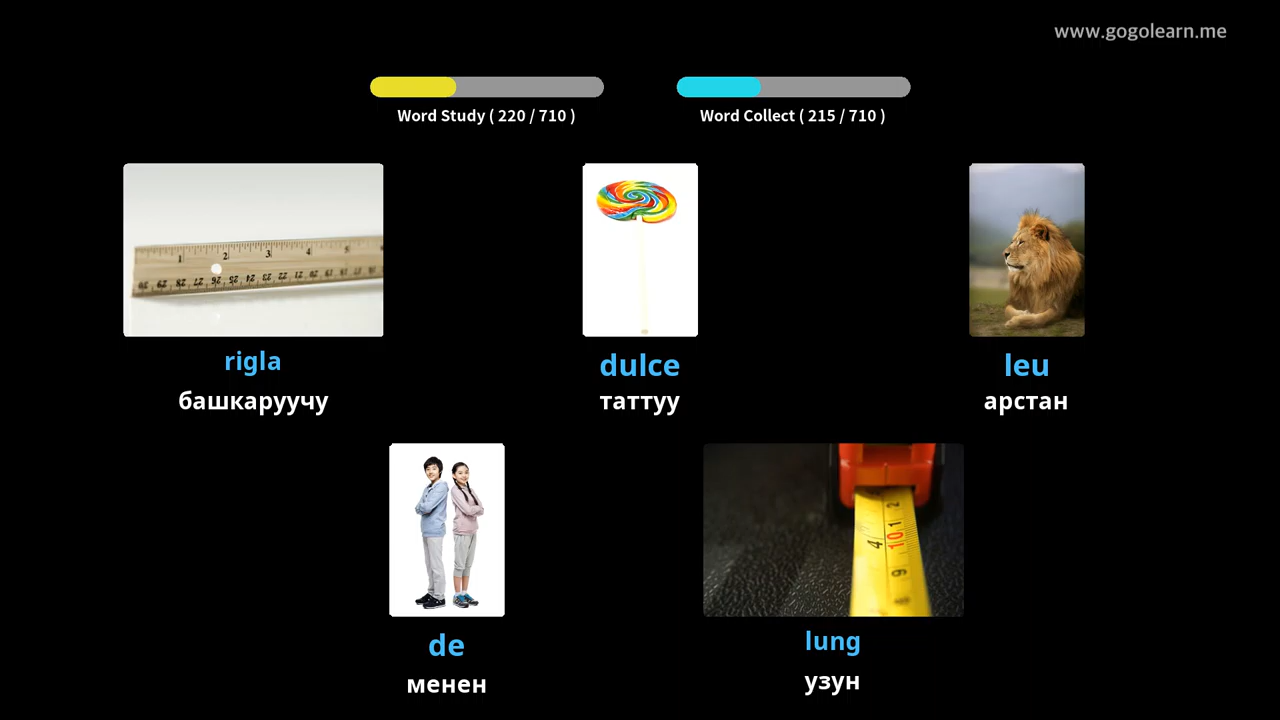 www.gogolearn.me
Word Study ( 220 / 710 )
Word Collect ( 215 / 710 )
rigla
башкаруучу
dulce
таттуу
leu
арстан
de
менен
lung
узун